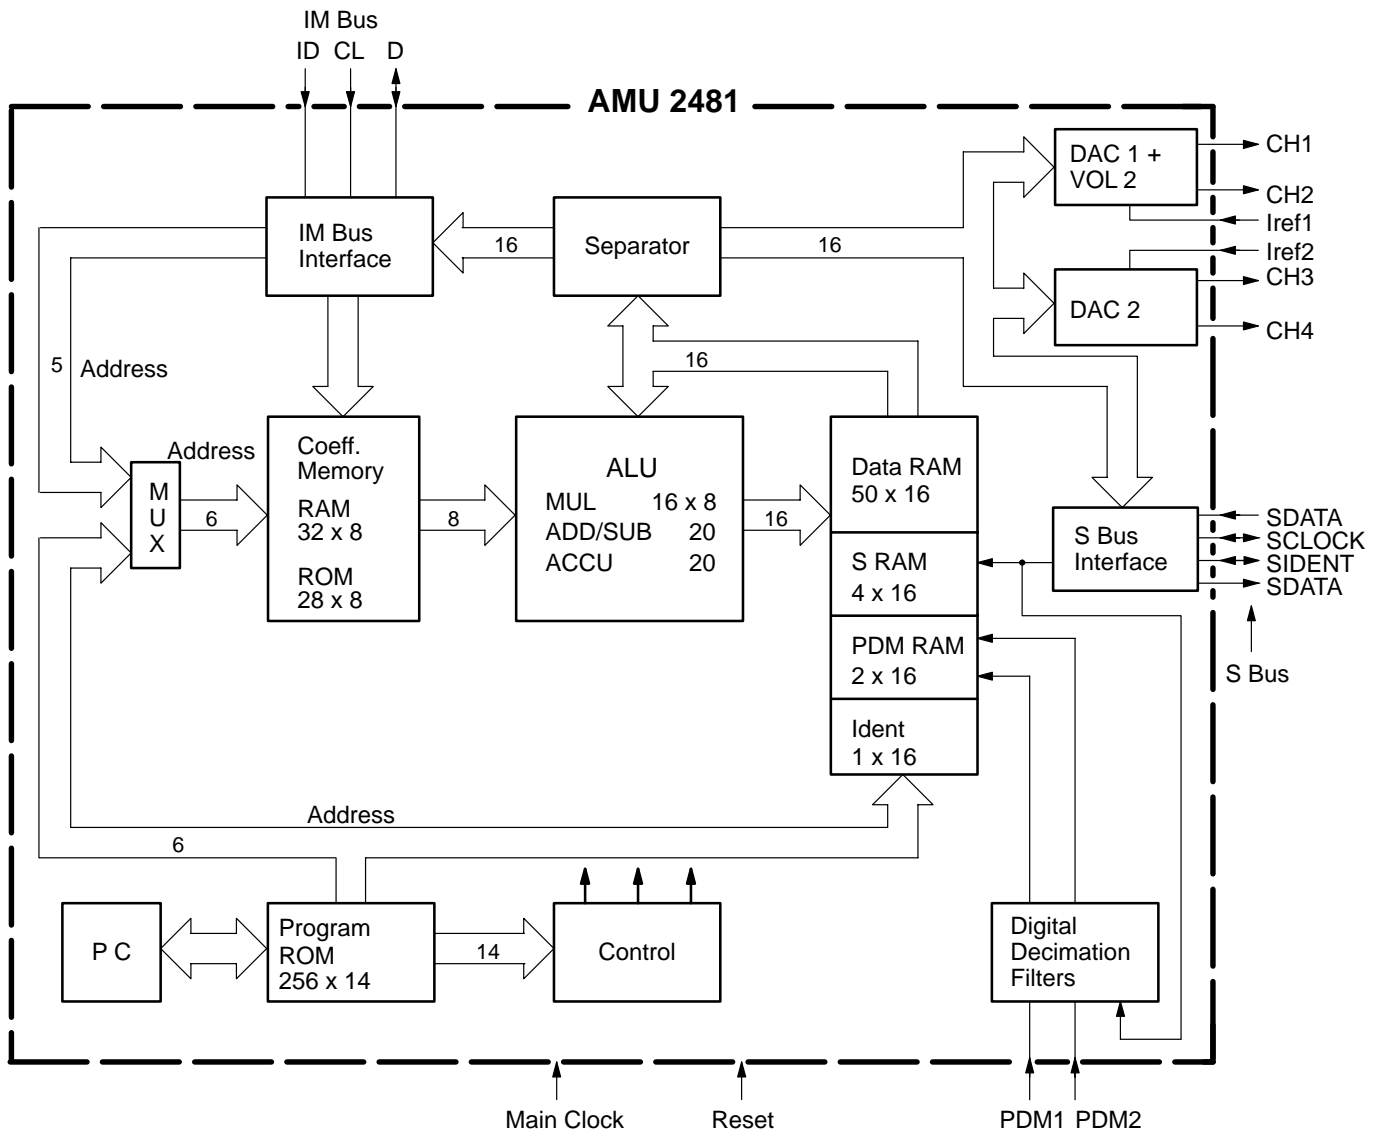 IM Bus
ID CL D
AMU 2481
DAC 1 +
VOL 2
CH1
CH2
Iref1
Iref2
CH3
CH4
IM Bus
Interface
16
Separator
16
DAC 2
5
Address
16
Address
MUX
6
Coeff.
Memory
RAM
32 x 8
ROM
28 x 8
8
ALU
MUL 16 x 8
ADD/SUB 20
ACCU 20
16
Data RAM
50 x 16
S RAM
4 x 16
PDM RAM
2 x 16
Ident
1 x 16
S Bus
Interface
SDATA
SCLOCK
SIDENT
SDATA
S Bus
Address
6
P C
Program
ROM
256 x 14
14
Control
Digital
Decimation
Filters
Main Clock
Reset
PDM1 PDM2